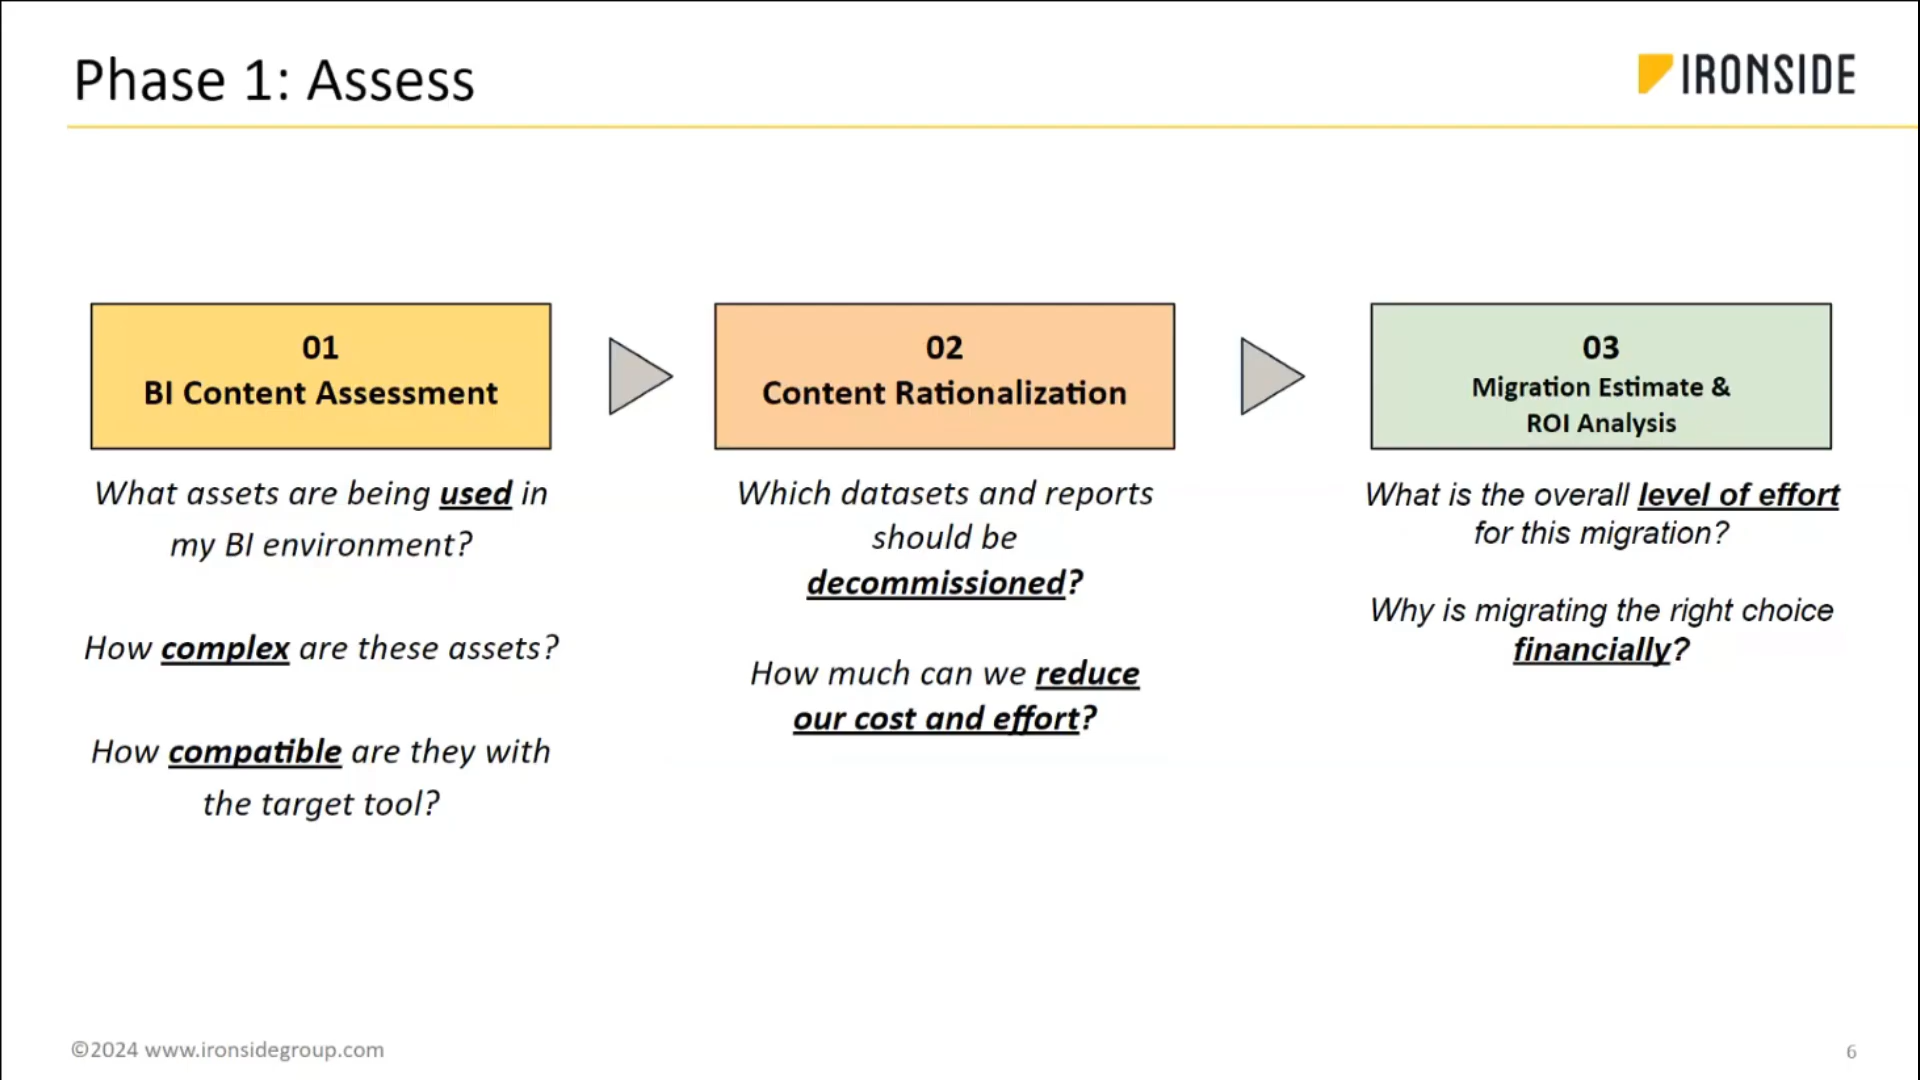 Phase 1: Assess
IRONSIDE
01
BI Content Assessment
What assets are being used in
my BI environment?
How complex are these assets?
How compatible are they with
the target tool?
02
Content Rationalization
Which datasets and reports
should be
decommissioned?
How much can we reduce
our cost and effort?
03
Migration Estimate &
ROI Analysis
What is the overall level of effort
for this migration?
Why is migrating the right choice
financially?
©2024 www.ironsidegroup.com
6